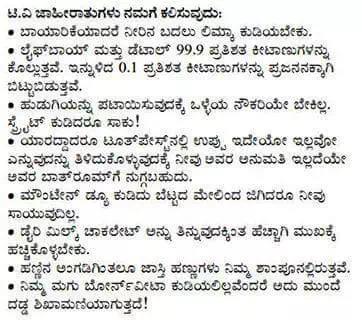 ಟಿ.ವಿ ಜಾಹೀರಾತುಗಳು ನಮಗೆ ಕಲಿಸುವುದು:
• ಬಾಯಾರಿಕೆಯಾದರೆ ನೀರಿನ ಬದಲು ಲಿಮ್ಕಾ ಕುಡಿಯಬೇಕು.
• ಲೈಫ್‌ಬಾಯ್ ಮತ್ತು ಡೆಟಾಲ್ 99.9 ಪ್ರತಿಶತ ಕೀಟಾಣುಗಳನ್ನು
ಕೊಲ್ಲುತ್ತವೆ. ಇನ್ನುಳಿದ 0.1 ಪ್ರತಿಶತ ಕೀಟಾಣುಗಳನ್ನು ಪ್ರಜನನಕ್ಕಾಗಿ
ಬಿಟ್ಟುಬಿಡುತ್ತವೆ.
• ಹುಡುಗಿಯನ್ನು ಪಟಾಯಿಸುವುದಕ್ಕೆ ಒಳ್ಳೆಯ ನೌಕರಿಯೇ ಬೇಕಿಲ್ಲ.
ಸ್ಪ್ರೈಟ್ ಕುಡಿದರೂ ಸಾಕು!
• ಯಾರದ್ದಾದರೂ ಟೂತ್‌ಪೇಸ್ಟ್‌ನಲ್ಲಿ ಉಪ್ಪು ಇದೇಯೋ ಇಲ್ಲವೋ
ಎನ್ನುವುದನ್ನು ತಿಳಿದುಕೊಳ್ಳುವುದಕ್ಕೆ ನೀವು ಅವರ ಅನುಮತಿ ಇಲ್ಲದೆಯೇ
ಅವರ ಬಾತ್‌ರೂಮ್‌ಗೆ ನುಗ್ಗಬಹುದು.
• ಮೌಂಟೇನ್ ಡ್ಯೂ ಕುಡಿದು ಬೆಟ್ಟದ ಮೇಲಿಂದ ಜಿಗಿದರೂ ನೀವು
ಸಾಯುವುದಿಲ್ಲ.
• ಡೈರಿ ಮಿಲ್ಕ್ ಚಾಕಲೇಟ್ ಅನ್ನು ತಿನ್ನುವುದಕ್ಕಿಂತ ಹೆಚ್ಚಾಗಿ ಮುಖಕ್ಕೆ
ಹಚ್ಚಿಕೊಳ್ಳಬೇಕು.
• ಹಣ್ಣಿನ ಅಂಗಡಿಗಿಂತಲೂ ಜಾಸ್ತಿ ಹಣ್ಣುಗಳು ನಿಮ್ಮ ಶಾಂಪೂನಲ್ಲಿರುತ್ತವೆ.
• ನಿಮ್ಮ ಮಗು ಬೋರ್ನ್‌ವೀಟಾ ಕುಡಿಯಲಿಲ್ಲವೆಂದರೆ ಅದು ಮುಂದೆ
ದಡ್ಡ ಶಿಖಾಮಣಿಯಾಗುತ್ತದೆ!